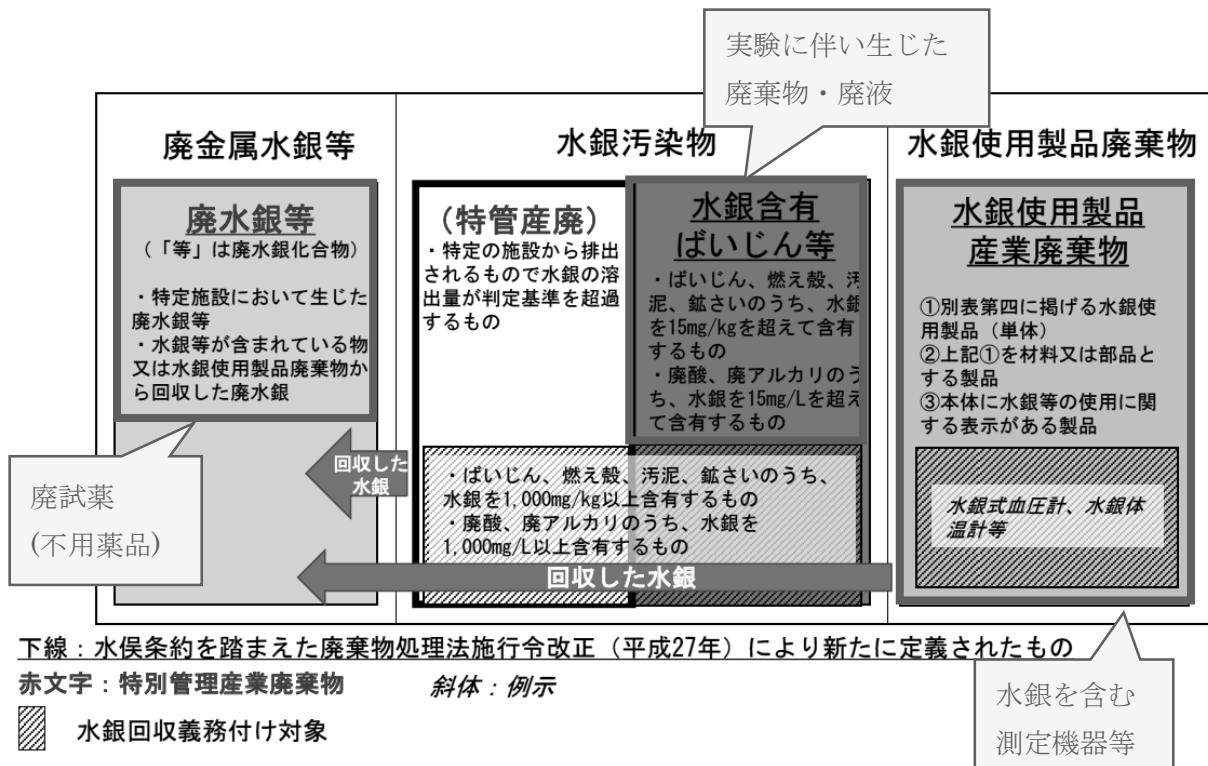 実験に伴い生じた
廃棄物・廃液
廃金属水銀等
水銀汚染物
水銀使用製品廃棄物
廃水銀等
(「等」は廃水銀化合物)
・特定施設において生じた
廃水銀等
・水銀等が含まれている物
又は水銀使用製品廃棄物か
ら回収した廃水銀
(特管産廃)
・特定の施設から排出
されるもので水銀の溶
出量が判定基準を超過
するもの
水銀含有
ばいじん等
・ばいじん、燃え殻、汚
泥、鉱さいのうち、水銀
を15mg/kgを超えて含有
するもの
・廃酸、廃アルカリのう
ち、水銀を15mg/Lを超え
て含有するもの
水銀使用製品
産業廃棄物
①別表第四に掲げる水銀使
用製品(単体)
②上記①を材料又は部品と
する製品
③本体に水銀等の使用に関
する表示がある製品
廃試薬
(不用薬品)
回収した
水銀
・ばいじん、燃え殻、汚泥、鉱さいのうち、
水銀を1,000mg/kg以上含有するもの
・廃酸、廃アルカリのうち、水銀を
1,000mg/L以上含有するもの
水銀式血圧計、水銀体
温計等
回収した水銀
下線:水俣条約を踏まえた廃棄物処理法施行令改正(平成27年)により新たに定義されたもの
赤文字:特別管理産業廃棄物
斜体:例示
水銀回収義務付け対象
水銀を含む
測定機器等